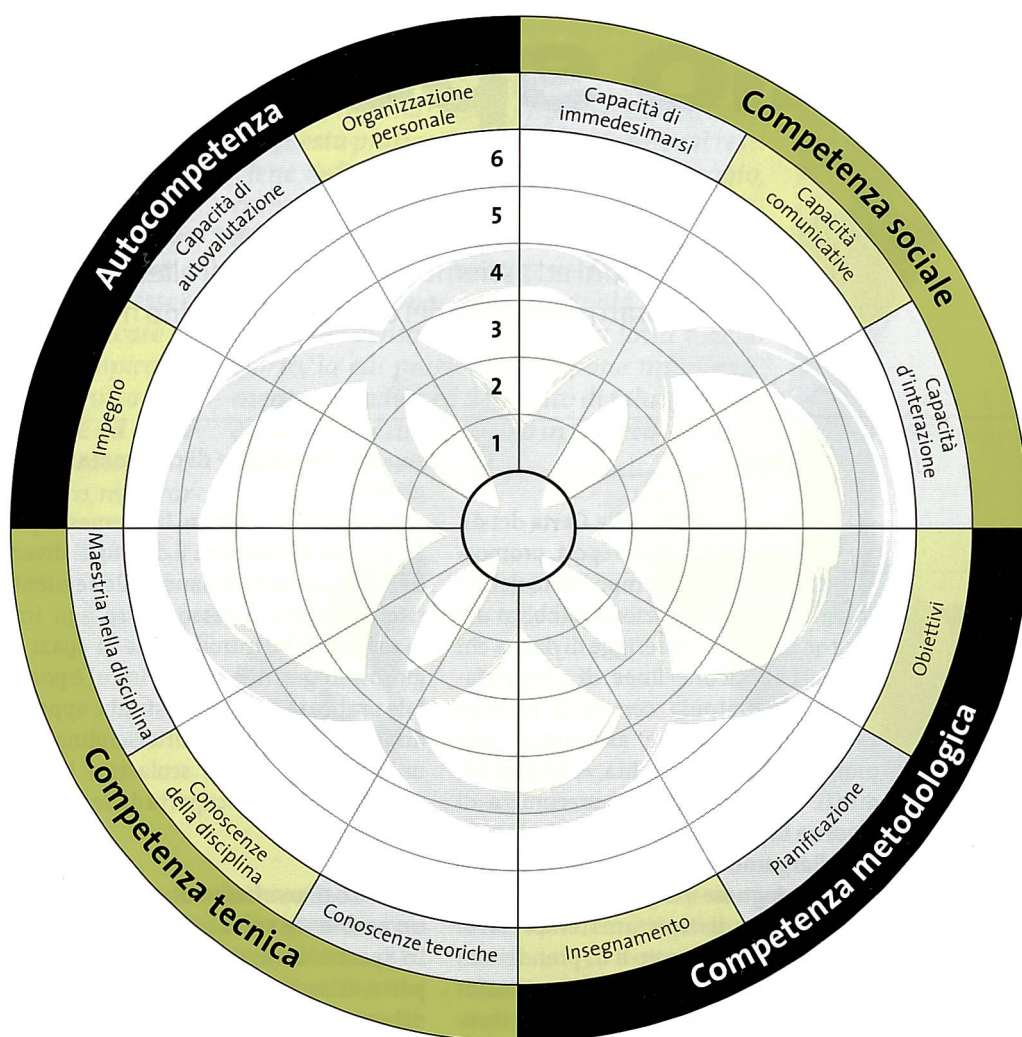 Autocompetenza
Organizzazione
personale
Capacità di
autovalutazione
Impegno
Competenza sociale
Capacità di
immedesimarsi
Capacità
comunicative
Capacità
d'interazione
6
5
4
3
2
1
Competenza tecnica
Maestria nella disciplina
Conoscenze
della disciplina
Conoscenze teoriche
Competenza metodologica
Obiettivi
Pianificazione
Insegnamento